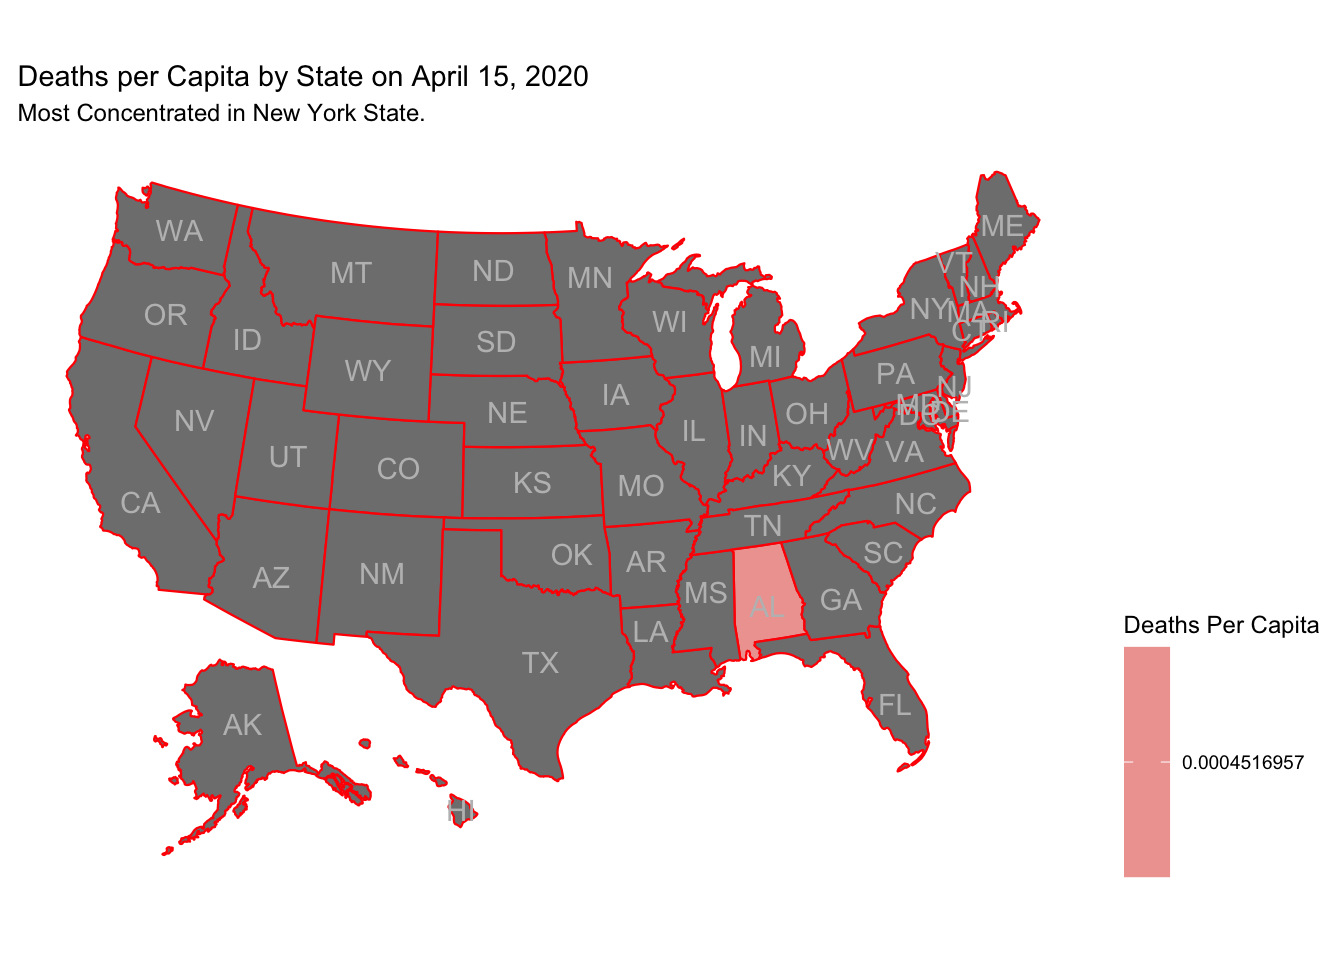 Deaths per Capita by State on April 15, 2020
Most Concentrated in New York State.
WA
MT
ND
MN
ME
VT
NH
OR
ID
WY
SD
WI
MI
NY
MA
RI
CT
NV
UT
CO
NE
IA
IL
IN
OH
PA
NJ
MD
DC
DE
CA
KS
MO
KY
WV
VA
AZ
NM
OK
AR
TN
NC
SC
MS
AL
GA
LA
TX
FL
AK
HI
Deaths Per Capita
0.0004516957